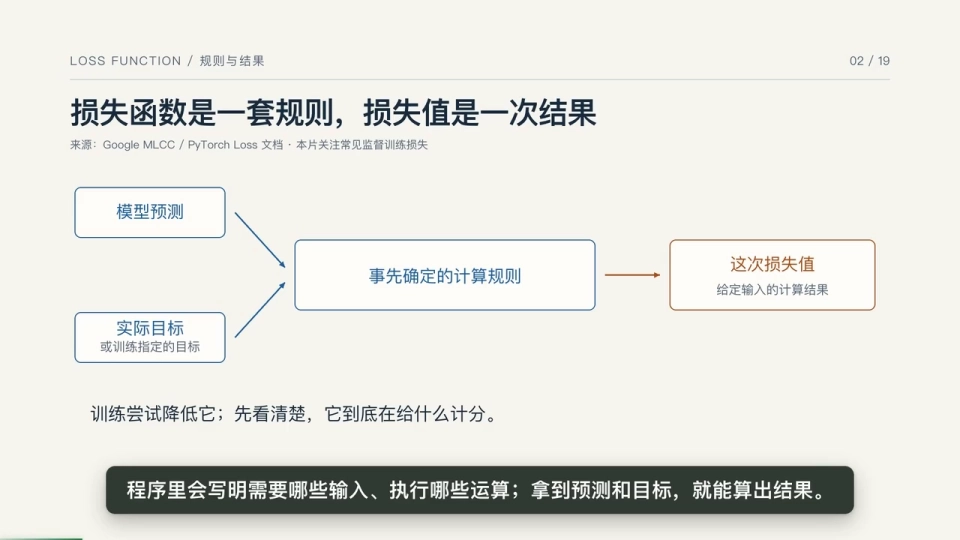 LOSS FUNCTION / 规则与结果
02 / 19
损失函数是一套规则，损失值是一次结果
来源：Google MLCC / PyTorch Loss 文档 · 本片关注常见监督训练损失
模型预测
实际目标
或训练指定的目标
事先确定的计算规则
这次损失值
给定输入的计算结果
训练尝试降低它；先看清楚，它到底在给什么计分。
程序里会写明需要哪些输入、执行哪些运算；拿到预测和目标，就能算出结果。